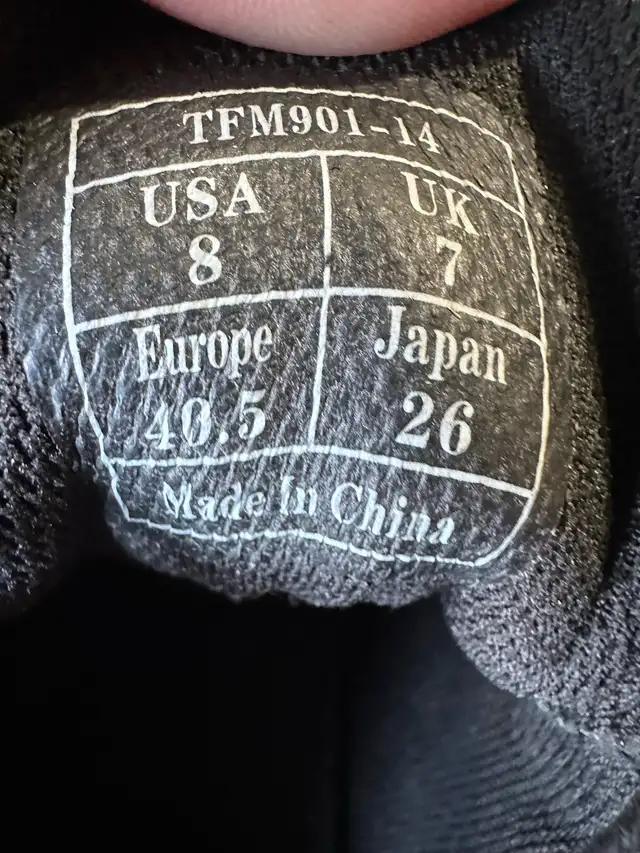 TFM901-14
USA UK
8 7
Europe Japan
40.5 26
Made In China